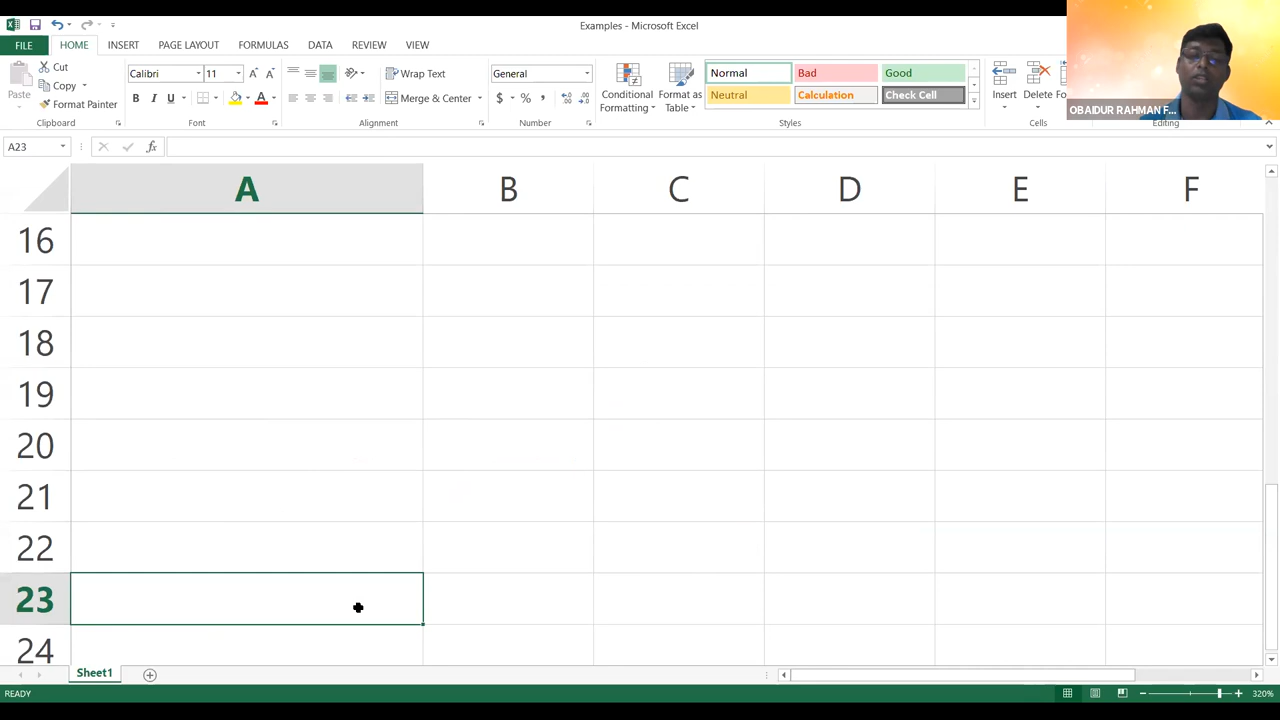 Examples - Microsoft Excel
FILE HOME INSERT PAGE LAYOUT FORMULAS DATA REVIEW VIEW
Paste
Cut
Copy
Format Painter
Clipboard
Calibri 11
B I U
Font
Wrap Text
Merge & Center
Alignment
General
$ %
Number
Conditional
Formatting
Format as
Table
Normal Bad Good
Neutral Calculation Check Cell
Styles
Insert Delete Fo
Cells
Editing
OBAIDUR RAHMAN F...
A23
fx
A B C D E F
16
17
18
19
20
21
22
23
24
Sheet1
READY
320%